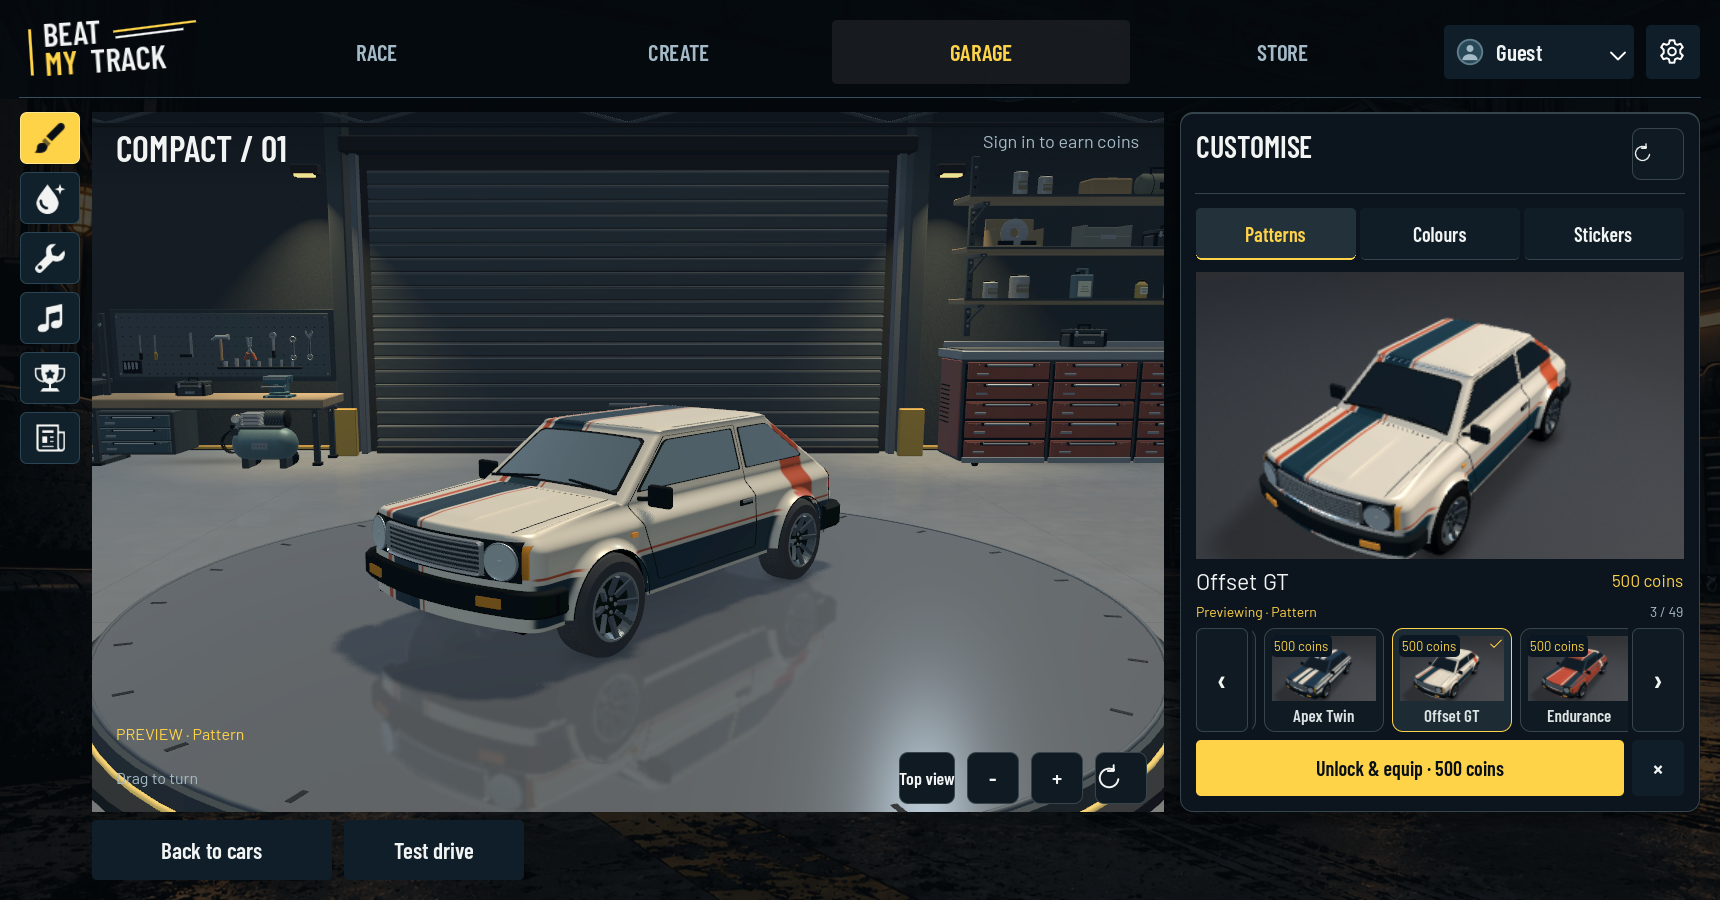 BEAT
MY TRACK
RACE
CREATE
GARAGE
STORE
Guest
COMPACT / 01
Sign in to earn coins
PREVIEW · Pattern
Drag to turn
Top view
-
+
Back to cars
Test drive
CUSTOMISE
Patterns
Colours
Stickers
Offset GT
500 coins
Previewing · Pattern
3 / 49
‹
500 coins
Apex Twin
500 coins
Offset GT
500 coins
Endurance
›
Unlock & equip · 500 coins
×